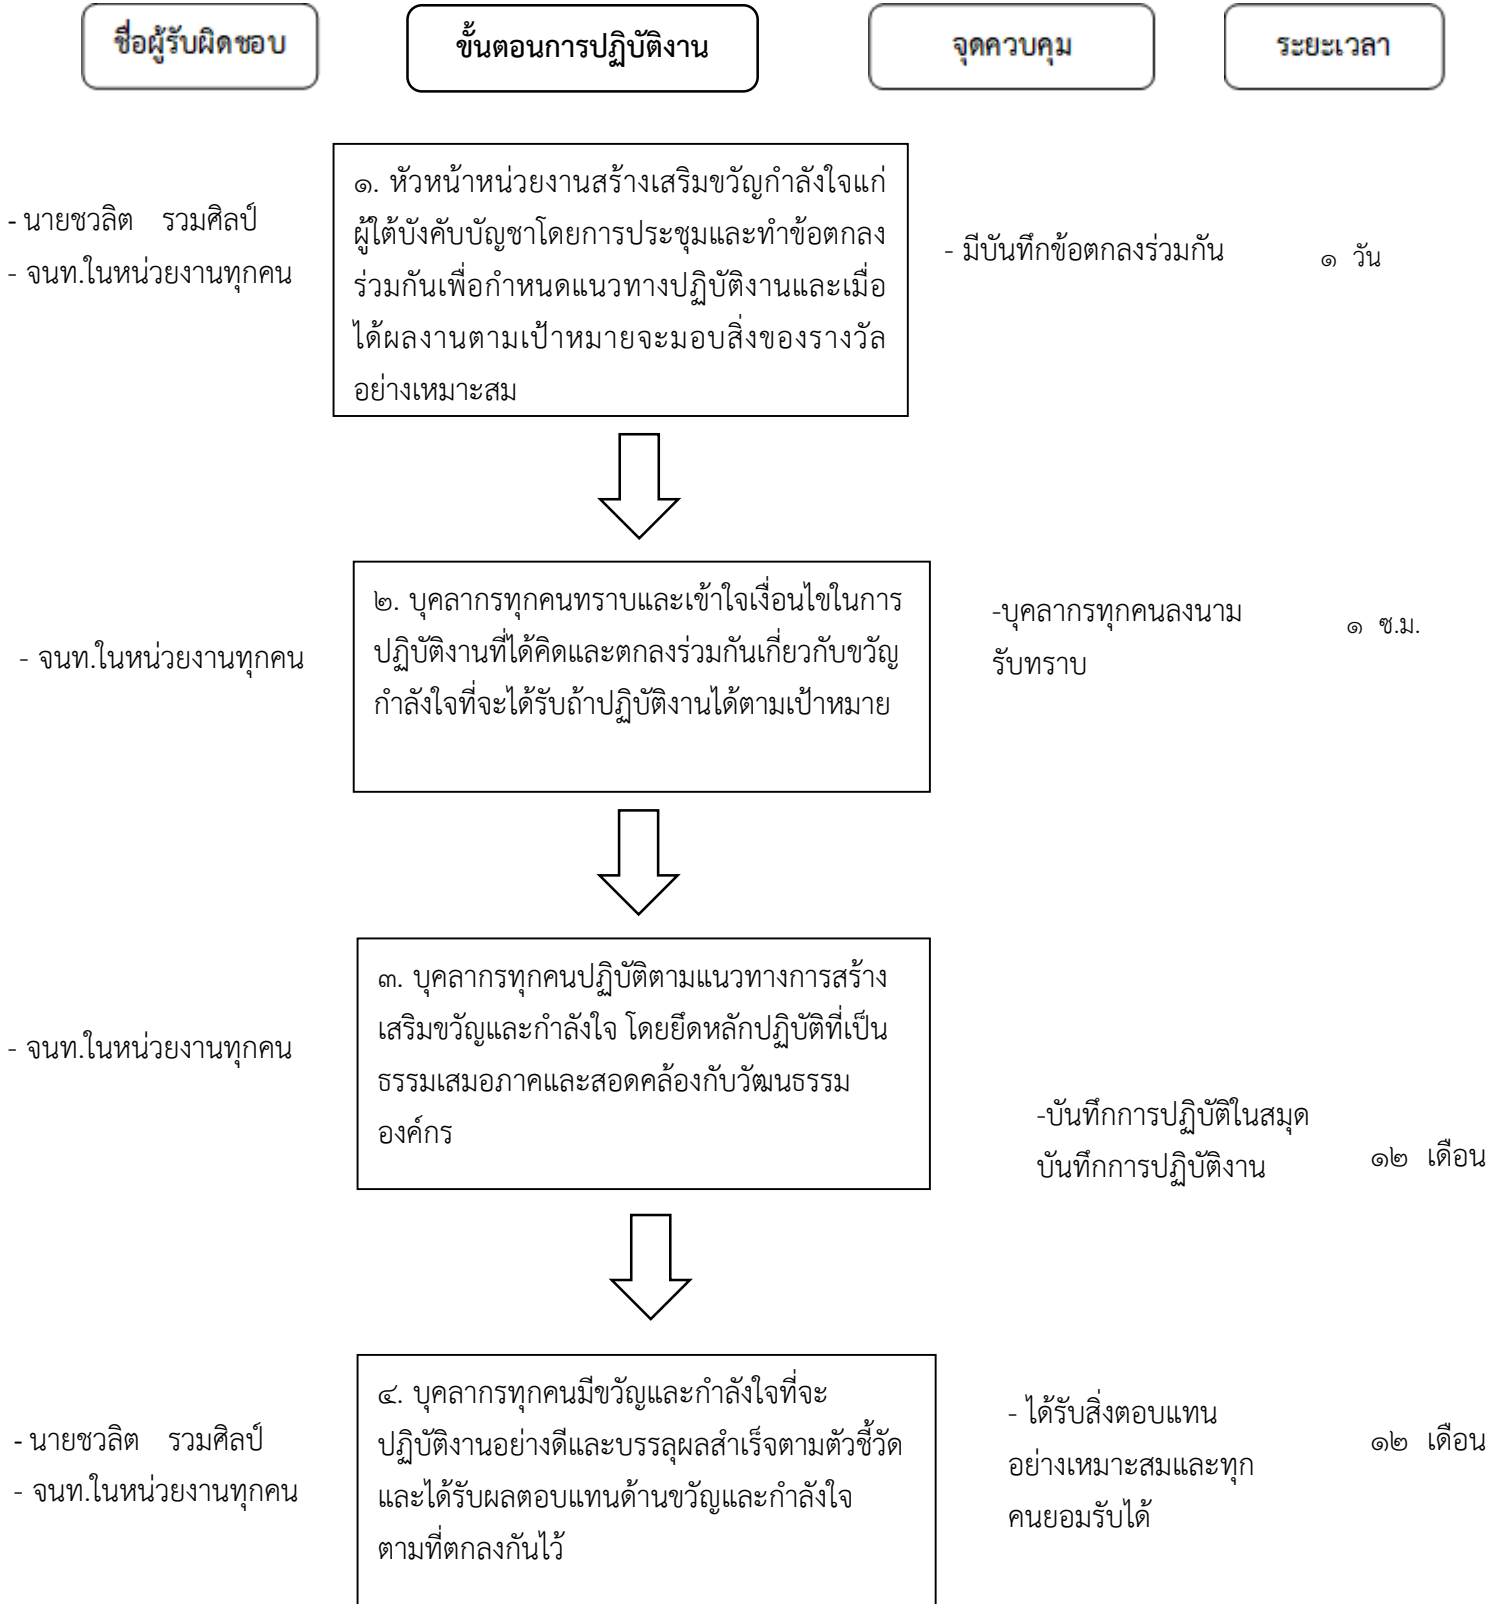 ชื่อผู้รับผิดชอบ
ขั้นตอนการปฏิบัติงาน
จุดควบคุม
ระยะเวลา
- นายชวลิต รวมศิลป์
- จนท.ในหน่วยงานทุกคน
๑. หัวหน้าหน่วยงานสร้างเสริมขวัญกำลังใจแก่
ผู้ใต้บังคับบัญชาโดยการประชุมและทำข้อตกลง
ร่วมกันเพื่อกำหนดแนวทางปฏิบัติงานและเมื่อ
ได้ผลงานตามเป้าหมายจะมอบสิ่งของรางวัล
อย่างเหมาะสม
- มีบันทึกข้อตกลงร่วมกัน
๑ วัน
- จนท.ในหน่วยงานทุกคน
๒. บุคลากรทุกคนทราบและเข้าใจเงื่อนไขในการ
ปฏิบัติงานที่ได้คิดและตกลงร่วมกันเกี่ยวกับขวัญ
กำลังใจที่จะได้รับถ้าปฏิบัติงานได้ตามเป้าหมาย
-บุคลากรทุกคนลงนาม
รับทราบ
๑ ซ.ม.
- จนท.ในหน่วยงานทุกคน
๓. บุคลากรทุกคนปฏิบัติตามแนวทางการสร้าง
เสริมขวัญและกำลังใจ โดยยึดหลักปฏิบัติที่เป็น
ธรรมเสมอภาคและสอดคล้องกับวัฒนธรรม
องค์กร
-บันทึกการปฏิบัติในสมุด
บันทึกการปฏิบัติงาน
๑๒ เดือน
- นายชวลิต รวมศิลป์
- จนท.ในหน่วยงานทุกคน
๔. บุคลากรทุกคนมีขวัญและกำลังใจที่จะ
ปฏิบัติงานอย่างดีและบรรลุผลสำเร็จตามตัวชี้วัด
และได้รับผลตอบแทนด้านขวัญและกำลังใจ
ตามที่ตกลงกันไว้
- ได้รับสิ่งตอบแทน
อย่างเหมาะสมและทุก
คนยอมรับได้
๑๒ เดือน